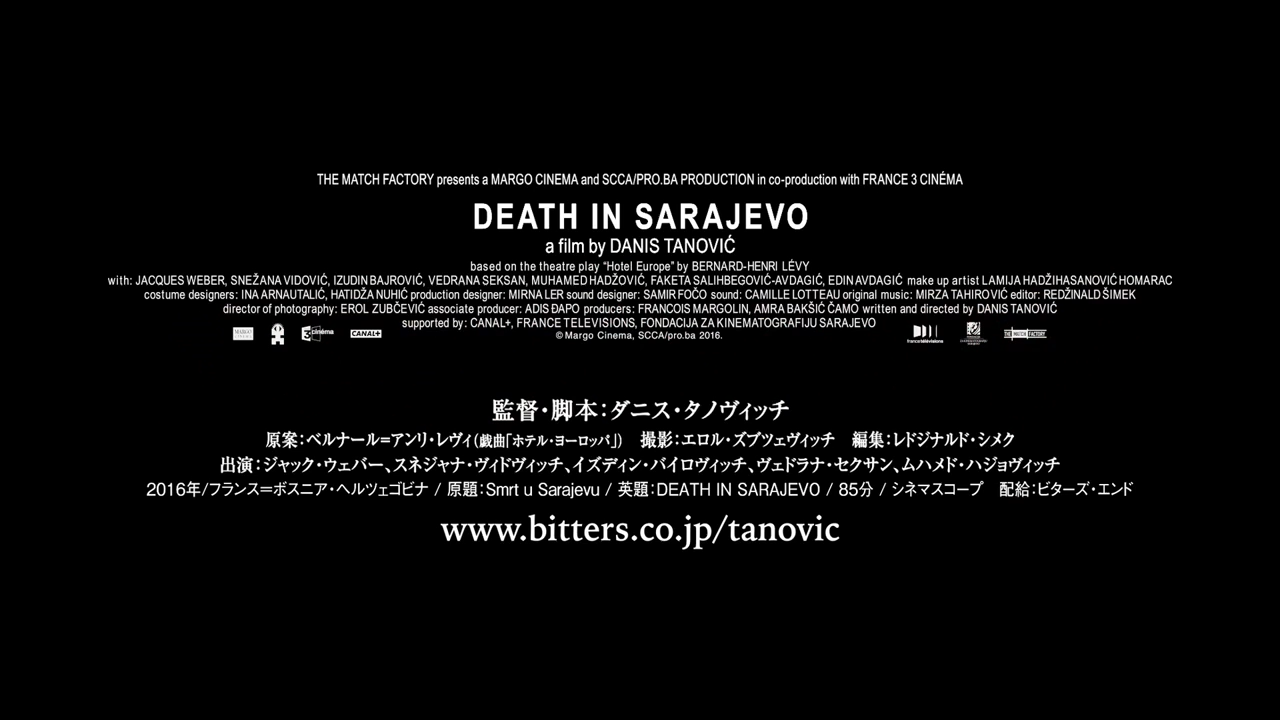 THE MATCH FACTORY presents a MARGO CINEMA and SCCA/PRO.BA PRODUCTION in co-production with FRANCE 3 CINÉMA
DEATH IN SARAJEVO
a film by DANIS TANOVIĆ
based on the theatre play “Hotel Europe” by BERNARD-HENRI LÉVY
with: JACQUES WEBER, SNEŽANA VIDOVIĆ, IZUDIN BAJROVIĆ, VEDRANA SEKSAN, MUHAMED HADŽOVIĆ, FAKETA SALIHBEGOVIĆ-AVDAGIĆ, EDIN AVDAGIĆ make up artist LAMIJA HADŽIHASANOVIĆ HOMARAC
costume designers: INA ARNAUTALIĆ, HATIDŽA NUHIĆ production designer: MIRNA LER sound designer: SAMIR FOČO sound: CAMILLE LOTTEAU original music: MIRZA TAHIROVIĆ editor: REDŽINALD ŠIMEK
director of photography: EROL ZUBČEVIĆ associate producer: ADIS ĐAPO producers: FRANCOIS MARGOLIN, AMRA BAKŠIĆ ČAMO written and directed by DANIS TANOVIĆ
supported by: CANAL+, FRANCE TELEVISIONS, FONDACIJA ZA KINEMATOGRAFIJU SARAJEVO
MARGO CINEMA 3 cinéma CANAL+ © Margo Cinema, SCCA/pro.ba 2016. francetélévisions THE MATCH FACTORY
監督・脚本：ダニス・タノヴィッチ
原案：ベルナール＝アンリ・レヴィ（戯曲「ホテル・ヨーロッパ」） 撮影：エロル・ズブツェヴィッチ 編集：レドジナルド・シメク
出演：ジャック・ウェバー、スネジャナ・ヴィドヴィッチ、イズディン・バイロヴィッチ、ヴェドラナ・セクサン、ムハメド・ハジョヴィッチ
2016年/フランス＝ボスニア・ヘルツェゴビナ / 原題：Smrt u Sarajevu / 英題：DEATH IN SARAJEVO / 85分 / シネマスコープ 配給：ビターズ・エンド
www.bitters.co.jp/tanovic